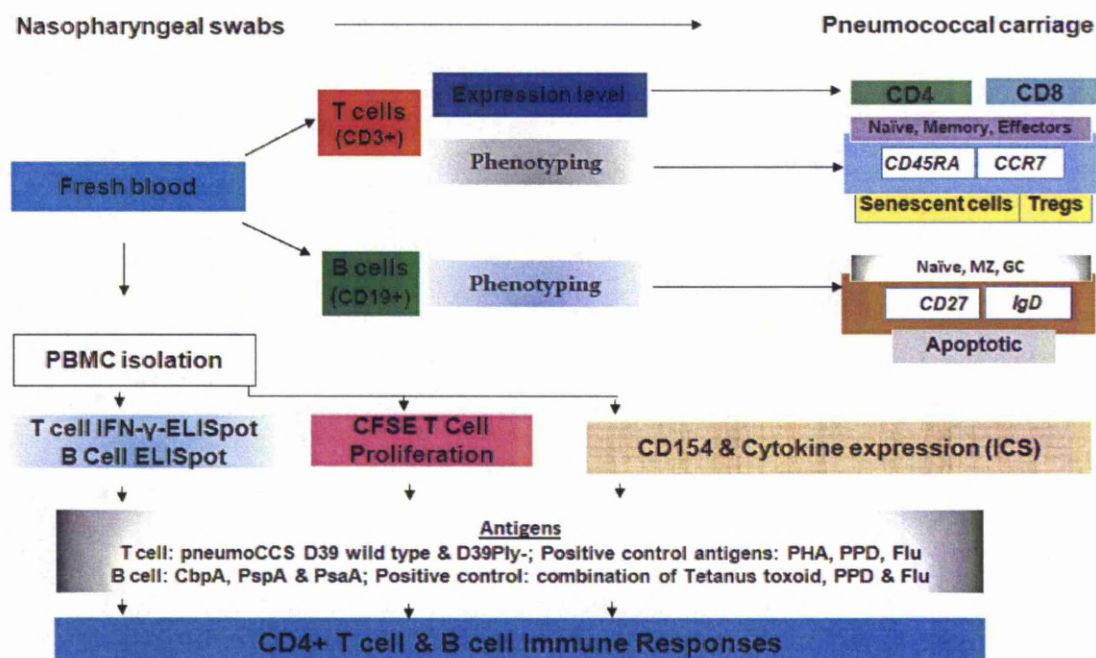 Nasopharyngeal swabs
Pneumococcal carriage
T cells
(CD3+)
Expression level
CD4
CD8
Phenotyping
Naïve, Memory, Effectors
CD45RA
CCR7
Senescent cells
Tregs
Fresh blood
B cells
(CD19+)
Phenotyping
Naïve, MZ, GC
CD27
IgD
Apoptotic
PBMC isolation
T cell IFN-γ-ELISpot
B Cell ELISpot
CFSE T Cell
Proliferation
CD154 & Cytokine expression (ICS)
Antigens
T cell: pneumoCCS D39 wild type & D39Ply-; Positive control antigens: PHA, PPD, Flu
B cell: CbpA, PspA & PsaA; Positive control: combination of Tetanus toxoid, PPD & Flu
CD4+ T cell & B cell Immune Responses